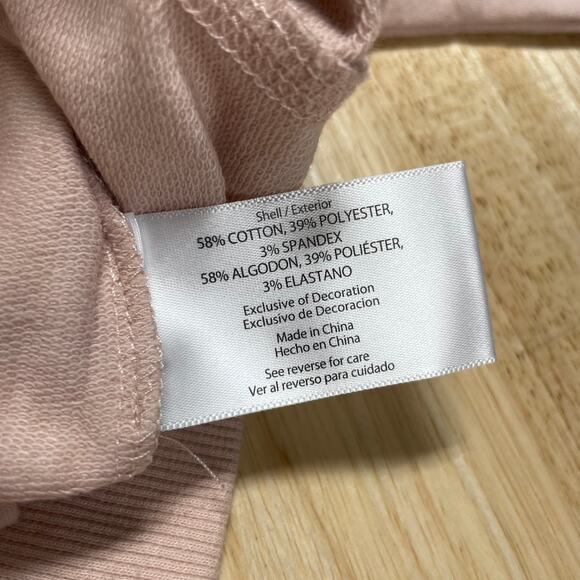 Shell / Exterior
58% COTTON, 39% POLYESTER,
3% SPANDEX
58% ALGODON, 39% POLIÉSTER,
3% ELASTANO
Exclusive of Decoration
Exclusivo de Decoracion
Made in China
Hecho en China
See reverse for care
Ver al reverso para cuidado